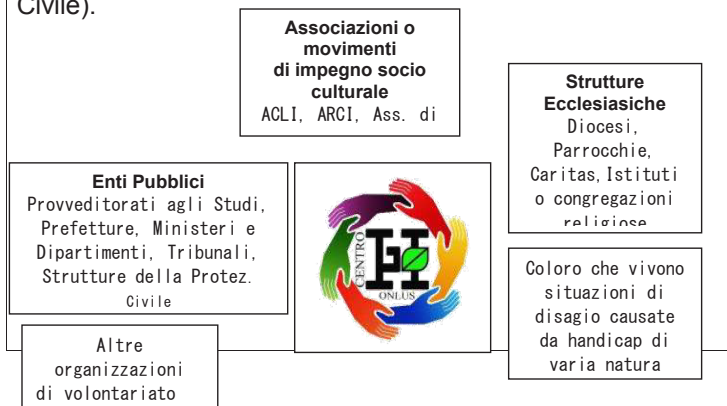 Civile).
Associazioni o
movimenti
di impegno socio
culturale
ACLI, ARCI, Ass. di
Strutture
Ecclesiasiche
Diocesi,
Parrocchie,
Caritas, Istituti
o congregazioni
religiose
Enti Pubblici
Provveditorati agli Studi,
Prefetture, Ministeri e
Dipartimenti, Tribunali,
Strutture della Protez.
Civile
CENTRO
H
ONLUS
Coloro che vivono
situazioni di
disagio causate
da handicap di
varia natura
Altre
organizzazioni
di volontariato